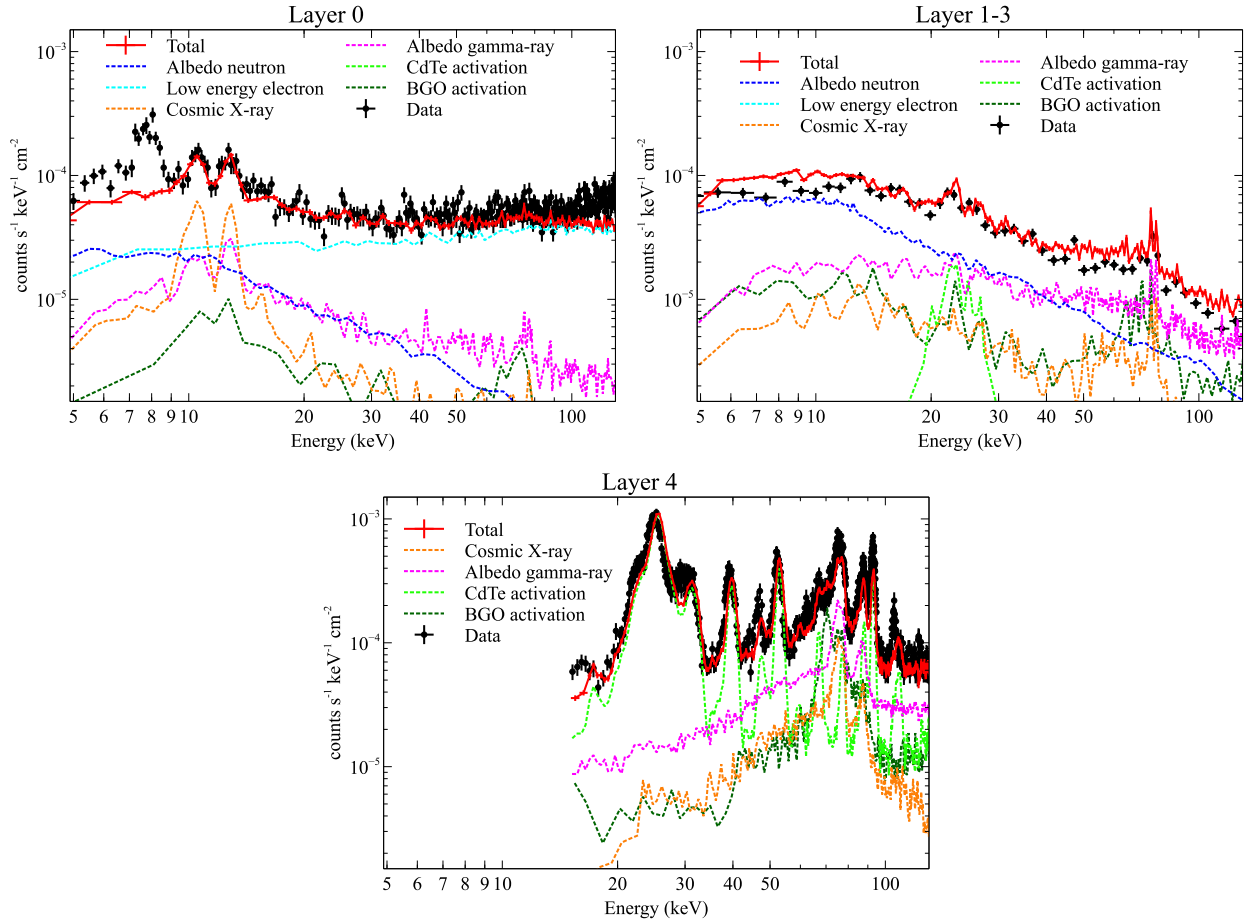 Layer 0
10⁻³
10⁻⁴
10⁻⁵
counts s⁻¹ keV⁻¹ cm⁻²
Total
Albedo neutron
Low energy electron
Cosmic X-ray
Albedo gamma-ray
CdTe activation
BGO activation
Data
5 6 7 8 9 10 20 30 40 50 100
Energy (keV)
Layer 1-3
10⁻³
10⁻⁴
10⁻⁵
counts s⁻¹ keV⁻¹ cm⁻²
Total
Albedo neutron
Low energy electron
Cosmic X-ray
Albedo gamma-ray
CdTe activation
BGO activation
Data
5 6 7 8 9 10 20 30 40 50 100
Energy (keV)
Layer 4
10⁻³
10⁻⁴
10⁻⁵
counts s⁻¹ keV⁻¹ cm⁻²
Total
Cosmic X-ray
Albedo gamma-ray
CdTe activation
BGO activation
Data
5 6 7 8 9 10 20 30 40 50 100
Energy (keV)